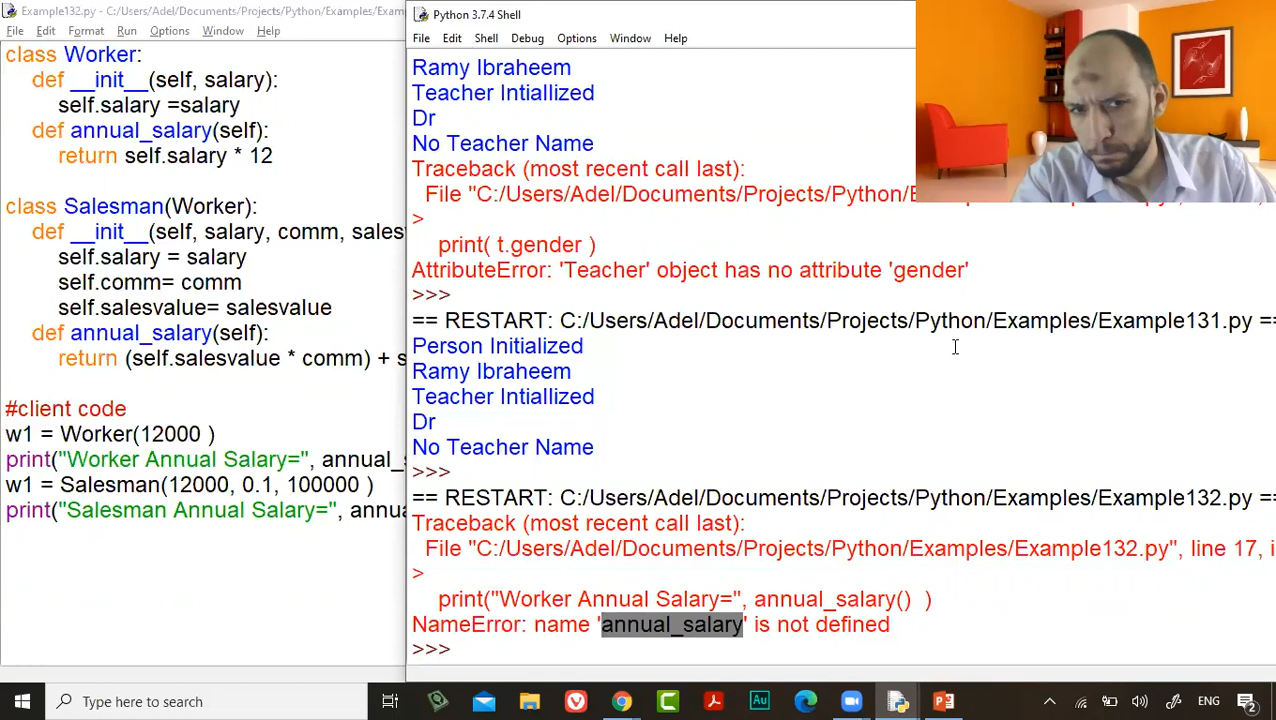 Example132.py - C:/Users/Adel/Documents/Projects/Python/Examples/Exam
File Edit Format Run Options Window Help
class Worker:
def __init__(self, salary):
self.salary =salary
def annual_salary(self):
return self.salary * 12
class Salesman(Worker):
def __init__(self, salary, comm, sales
self.salary = salary
self.comm= comm
self.salesvalue= salesvalue
def annual_salary(self):
return (self.salesvalue * comm) + s
#client code
w1 = Worker(12000 )
print("Worker Annual Salary=", annual_s
w1 = Salesman(12000, 0.1, 100000 )
print("Salesman Annual Salary=", annua
Python 3.7.4 Shell
File Edit Shell Debug Options Window Help
Ramy Ibraheem
Teacher Intiallized
Dr
No Teacher Name
Traceback (most recent call last):
File "C:/Users/Adel/Documents/Projects/Python/E
>
print( t.gender )
AttributeError: 'Teacher' object has no attribute 'gender'
>>>
== RESTART: C:/Users/Adel/Documents/Projects/Python/Examples/Example131.py ==
Person Initialized
Ramy Ibraheem
Teacher Intiallized
Dr
No Teacher Name
>>>
== RESTART: C:/Users/Adel/Documents/Projects/Python/Examples/Example132.py ==
Traceback (most recent call last):
File "C:/Users/Adel/Documents/Projects/Python/Examples/Example132.py", line 17, i
>
print("Worker Annual Salary=", annual_salary() )
NameError: name 'annual_salary' is not defined
>>>
Type here to search
Au
ENG
2